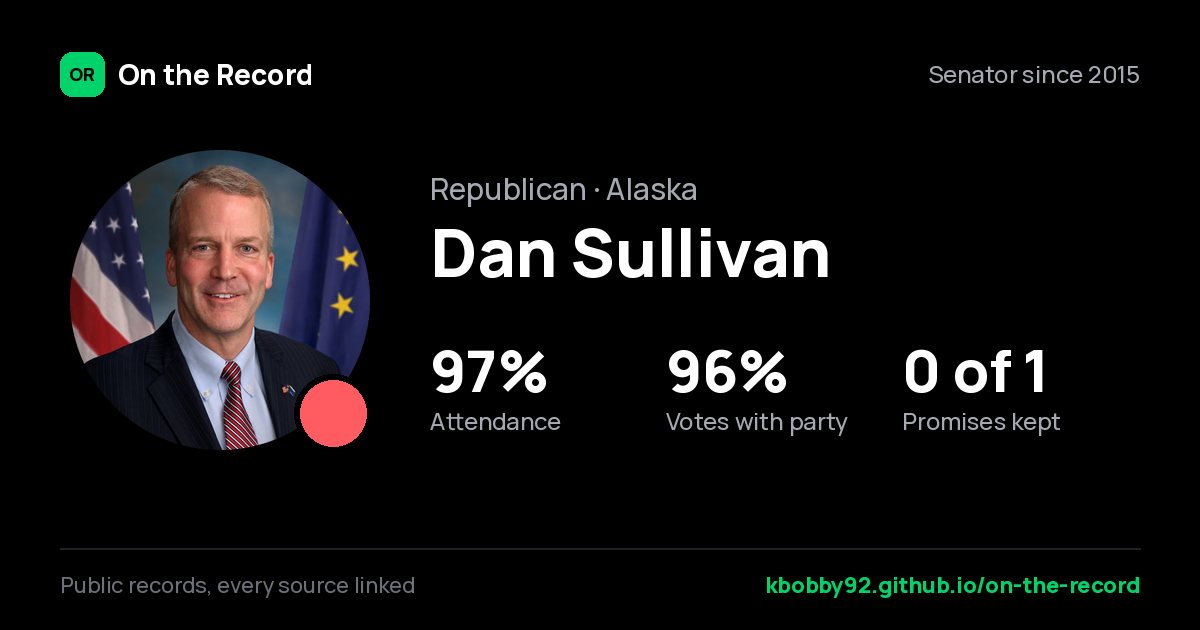 OR On the Record
Senator since 2015
Republican · Alaska
Dan Sullivan
97% 96% 0 of 1
Attendance Votes with party Promises kept
Public records, every source linked
kbobby92.github.io/on-the-record